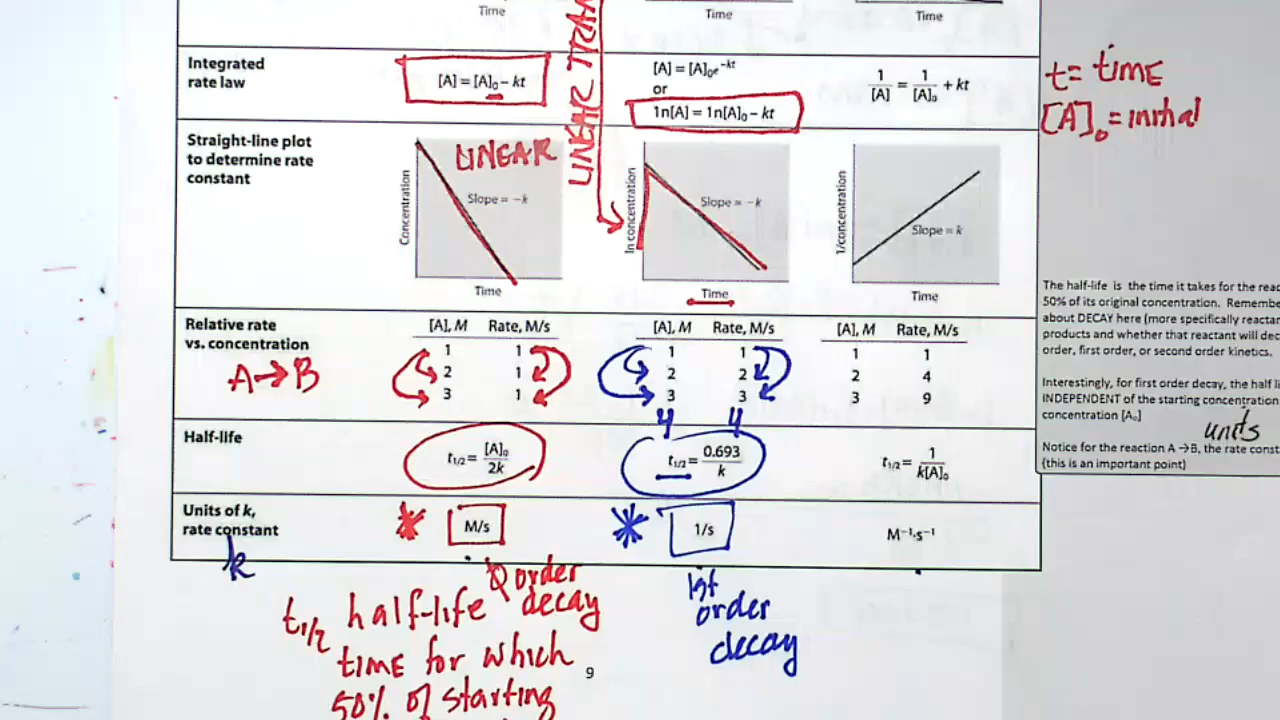 Time
Time
Time
LINEAR TRAN
Integrated
rate law
[A] = [A]₀ – kt
[A] = [A]₀e⁻ᵏᵗ
or
1n[A] = 1n[A]₀ – kt
1/[A] = 1/[A]₀ + kt
t = time
[A]₀ = initial
Straight-line plot
to determine rate
constant
Concentration
LINEAR
Slope = –k
Time
ln concentration
Slope = –k
Time
1/concentration
Slope = k
Time
The half-life is the time it takes for the reac
50% of its original concentration. Remembe
about DECAY here (more specifically reactar
products and whether that reactant will dec
order, first order, or second order kinetics.
Interestingly, for first order decay, the half li
INDEPENDENT of the starting concentration
concentration [A₀]
units
Notice for the reaction A → B, the rate const
(this is an important point)
Relative rate
vs. concentration
A → B
[A], M Rate, M/s
1 1
2 1
3 1
[A], M Rate, M/s
1 1
2 2
3 3
4 4
[A], M Rate, M/s
1 1
2 4
3 9
Half-life
t₁/₂ = [A]₀/2k
t₁/₂ = 0.693/k
t₁/₂ = 1/k[A]₀
Units of k,
rate constant
k
* M/s
* 1/s
M⁻¹·s⁻¹
0 order
decay
1st
order
decay
t₁/₂ half-life
time for which
50% of starting
9